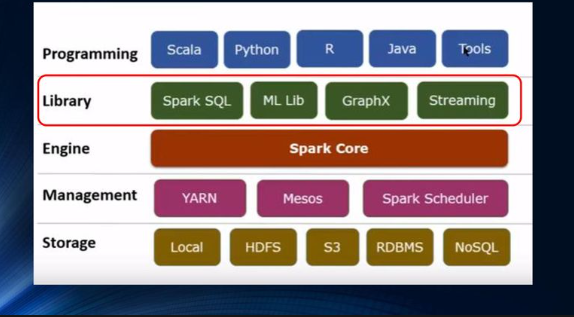 Programming Scala Python R Java Tools
Library Spark SQL ML Lib GraphX Streaming
Engine Spark Core
Management YARN Mesos Spark Scheduler
Storage Local HDFS S3 RDBMS NoSQL